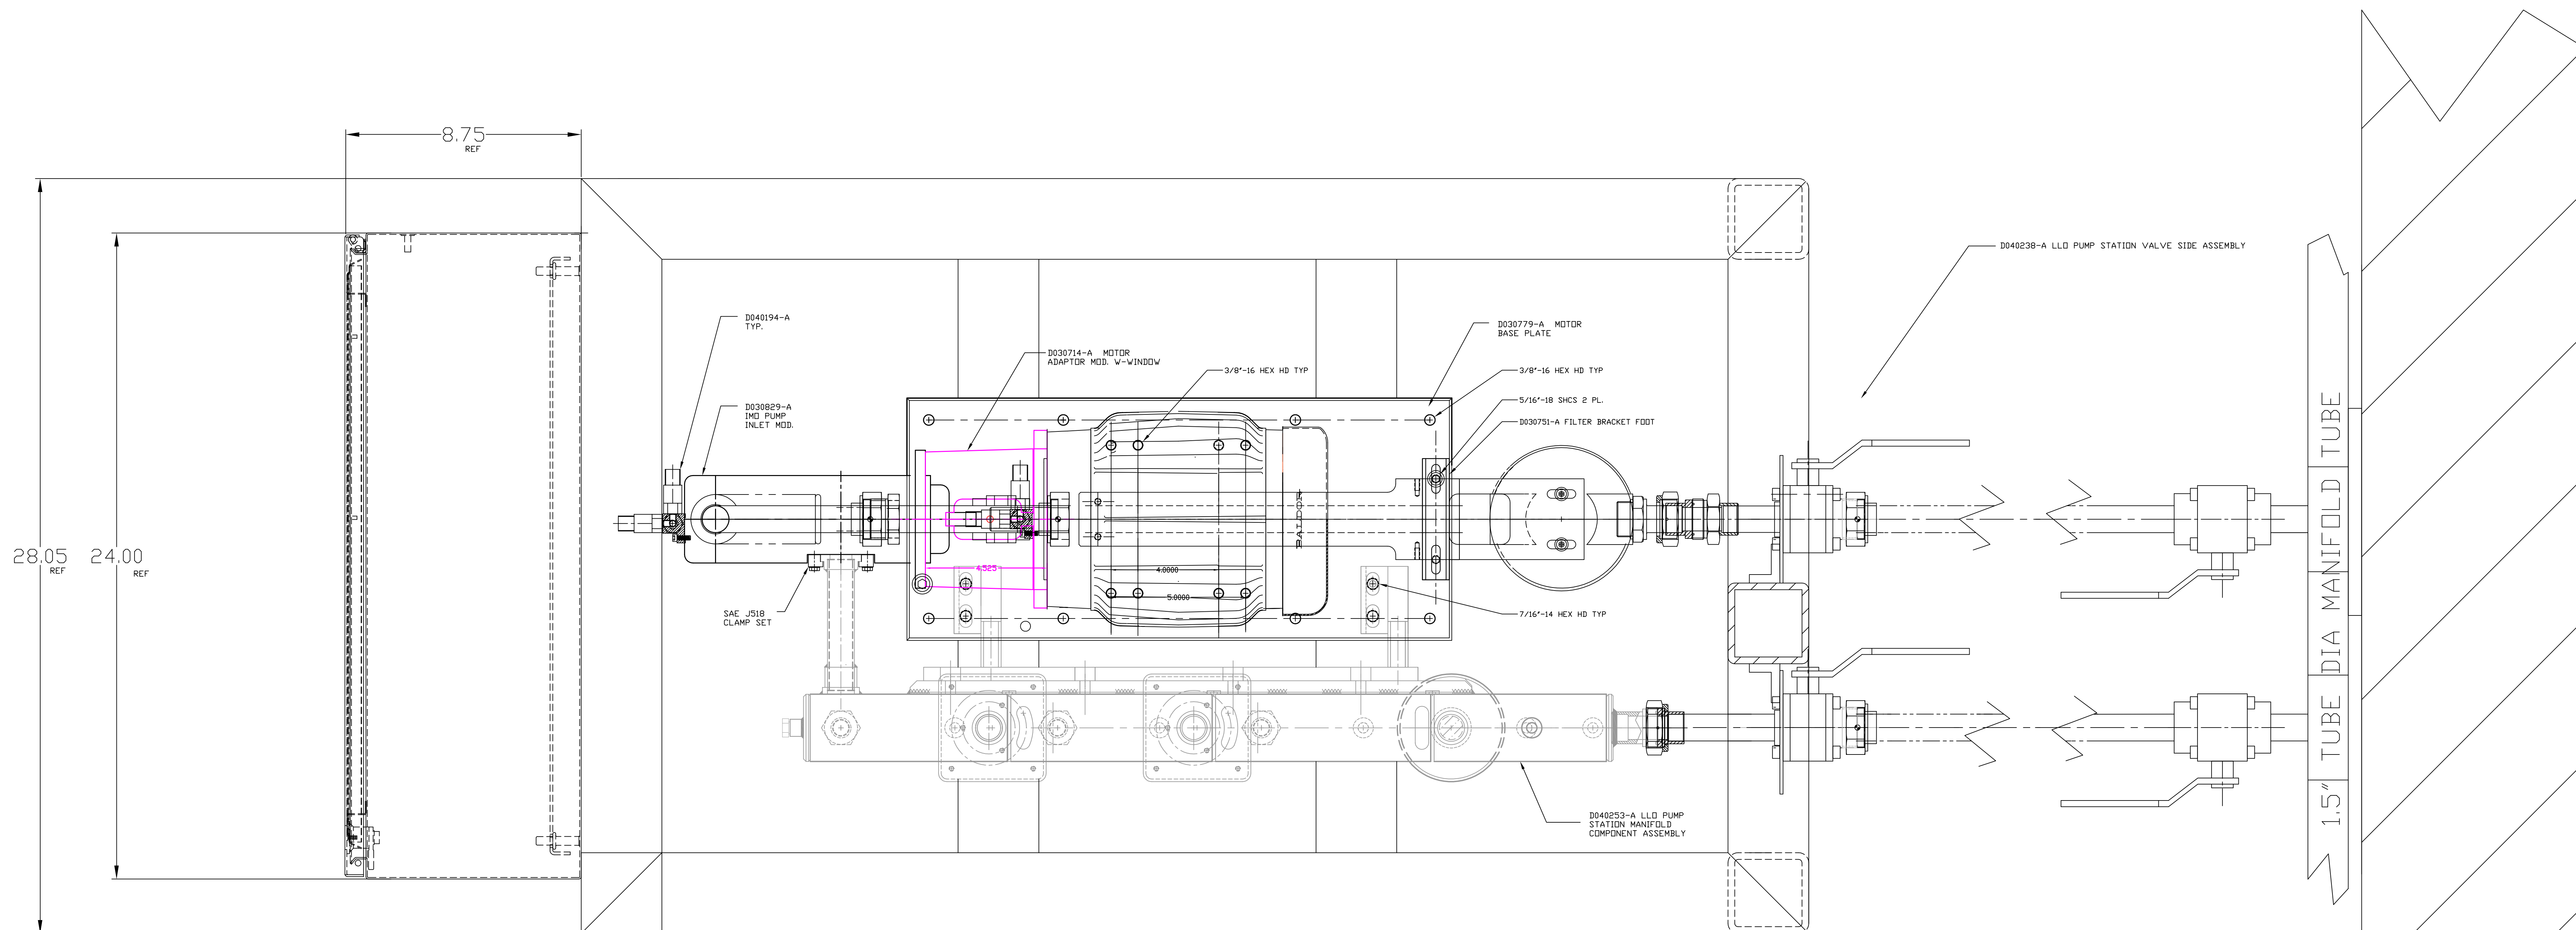 8.75
REF
28.05
REF
24.00
REF
D040238-A LLO PUMP STATION VALVE SIDE ASSEMBLY
D040194-A
TYP.
D030779-A MOTOR
BASE PLATE
D030714-A MOTOR
ADAPTOR MOD. W-WINDOW
3/8"-16 HEX HD TYP
3/8"-16 HEX HD TYP
5/16"-18 SHCS 2 PL.
D030829-A
IMO PUMP
INLET MOD.
D030751-A FILTER BRACKET FOOT
BALDOR
4.525
4.0000
5.0000
SAE J518
CLAMP SET
7/16"-14 HEX HD TYP
D040253-A LLO PUMP
STATION MANIFOLD
COMPONENT ASSEMBLY
1.5" TUBE DIA MANIFOLD TUBE